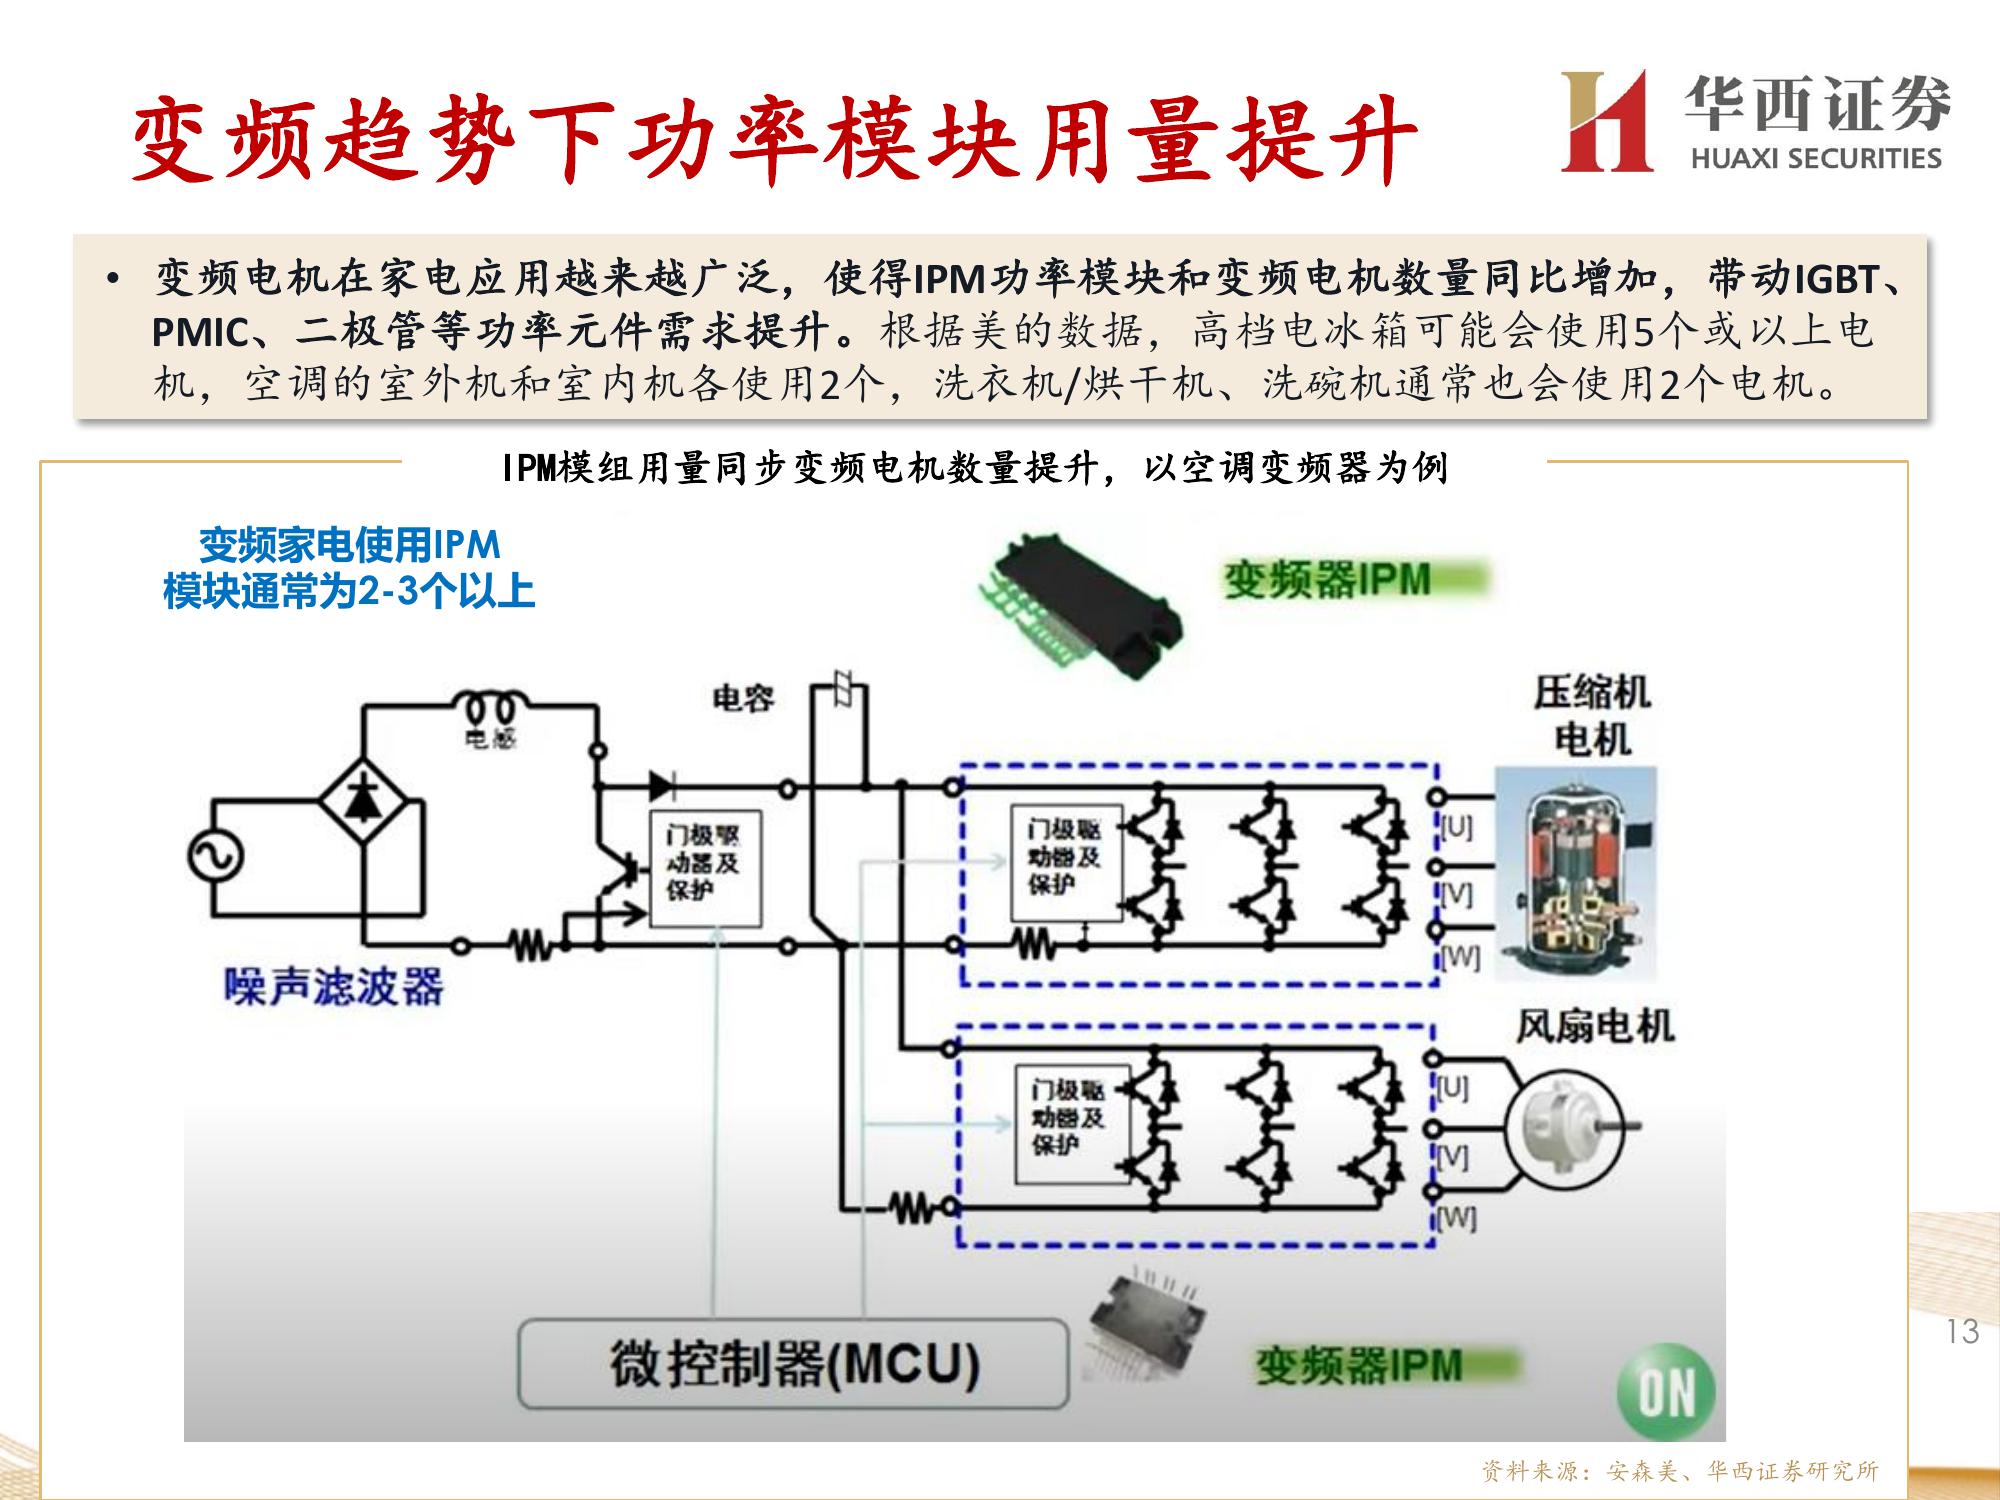 变频趋势下功率模块用量提升
华西证券
HUAXI SECURITIES
• 变频电机在家电应用越来越广泛，使得IPM功率模块和变频电机数量同比增加，带动IGBT、
PMIC、二极管等功率元件需求提升。根据美的数据，高档电冰箱可能会使用5个或以上电
机，空调的室外机和室内机各使用2个，洗衣机/烘干机、洗碗机通常也会使用2个电机。
IPM模组用量同步变频电机数量提升，以空调变频器为例
变频家电使用IPM
模块通常为2-3个以上
变频器IPM
电容
电感
压缩机
电机
门极驱
动器及
保护
门极驱
动器及
保护
[U]
[V]
[W]
噪声滤波器
风扇电机
门极驱
动器及
保护
[U]
[V]
[W]
微控制器(MCU)
变频器IPM
ON
13
资料来源：安森美、华西证券研究所